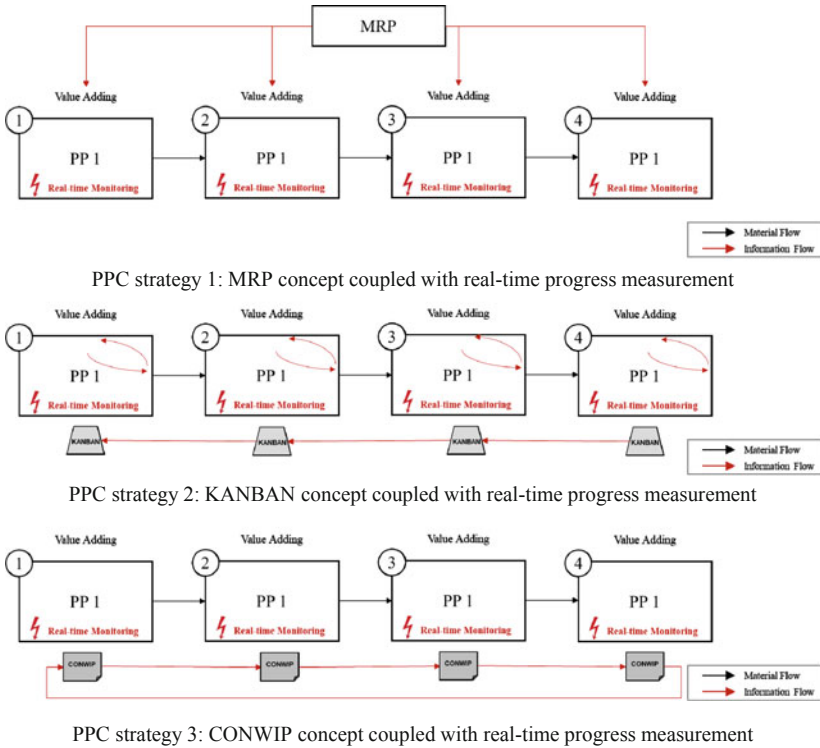 MRP
Value Adding Value Adding Value Adding Value Adding
1 2 3 4
PP 1 PP 1 PP 1 PP 1
Real-time Monitoring Real-time Monitoring Real-time Monitoring Real-time Monitoring
Material Flow
Information Flow
PPC strategy 1: MRP concept coupled with real-time progress measurement
Value Adding Value Adding Value Adding Value Adding
1 2 3 4
PP 1 PP 1 PP 1 PP 1
Real-time Monitoring Real-time Monitoring Real-time Monitoring Real-time Monitoring
KANBAN KANBAN KANBAN KANBAN
Material Flow
Information Flow
PPC strategy 2: KANBAN concept coupled with real-time progress measurement
Value Adding Value Adding Value Adding Value Adding
1 2 3 4
PP 1 PP 1 PP 1 PP 1
Real-time Monitoring Real-time Monitoring Real-time Monitoring Real-time Monitoring
CONWIP CONWIP CONWIP CONWIP
Material Flow
Information Flow
PPC strategy 3: CONWIP concept coupled with real-time progress measurement